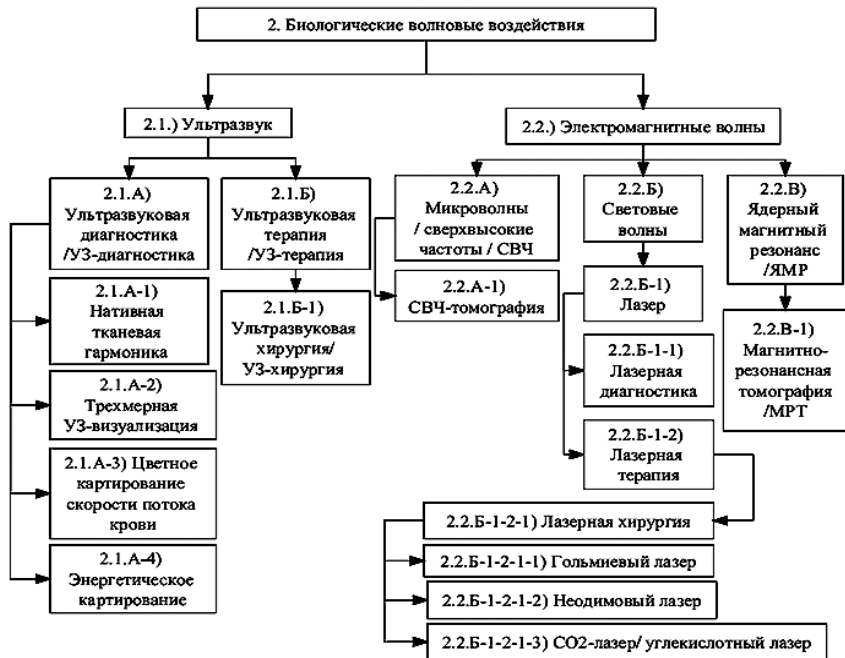 2. Биологические волновые воздействия
2.1.) Ультразвук
2.2.) Электромагнитные волны
2.1.А)
Ультразвуковая
диагностика
/УЗ-диагностика
2.1.Б)
Ультразвуковая
терапия
/УЗ-терапия
2.2.А)
Микроволны
/ сверхвысокие
частоты / СВЧ
2.2.Б)
Световые
волны
2.2.В)
Ядерный
магнитный
резонанс
/ЯМР
2.1.А-1)
Нативная
тканевая
гармоника
2.1.Б-1)
Ультразвуковая
хирургия/
УЗ-хирургия
2.2.А-1)
СВЧ-томография
2.2.Б-1)
Лазер
2.2.В-1)
Магнитно-
резонансная
томография
/МРТ
2.2.Б-1-1)
Лазерная
диагностика
2.1.А-2)
Трехмерная
УЗ-визуализация
2.2.Б-1-2)
Лазерная
терапия
2.1.А-3) Цветное
картирование
скорости потока
крови
2.2.Б-1-2-1) Лазерная хирургия
2.1.А-4)
Энергетическое
картирование
2.2.Б-1-2-1-1) Гольмиевый лазер
2.2.Б-1-2-1-2) Неодимовый лазер
2.2.Б-1-2-1-3) СО2-лазер/ углекислотный лазер